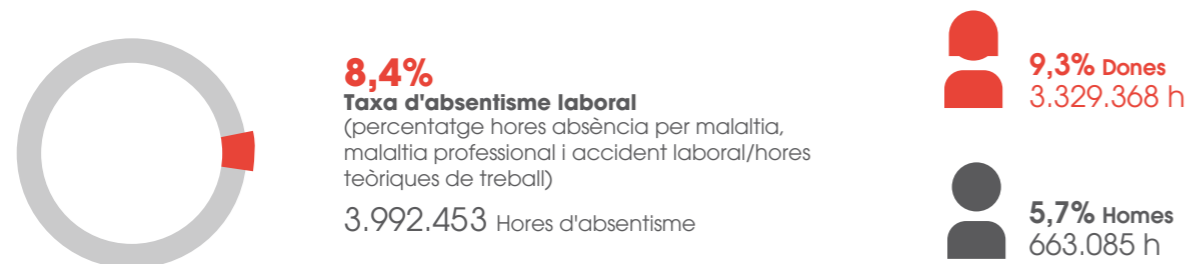 8,4%
Taxa d'absentisme laboral
(percentatge hores absència per malaltia,
malaltia professional i accident laboral/hores
teòriques de treball)
3.992.453 Hores d'absentisme
9,3% Dones
3.329.368 h
5,7% Homes
663.085 h